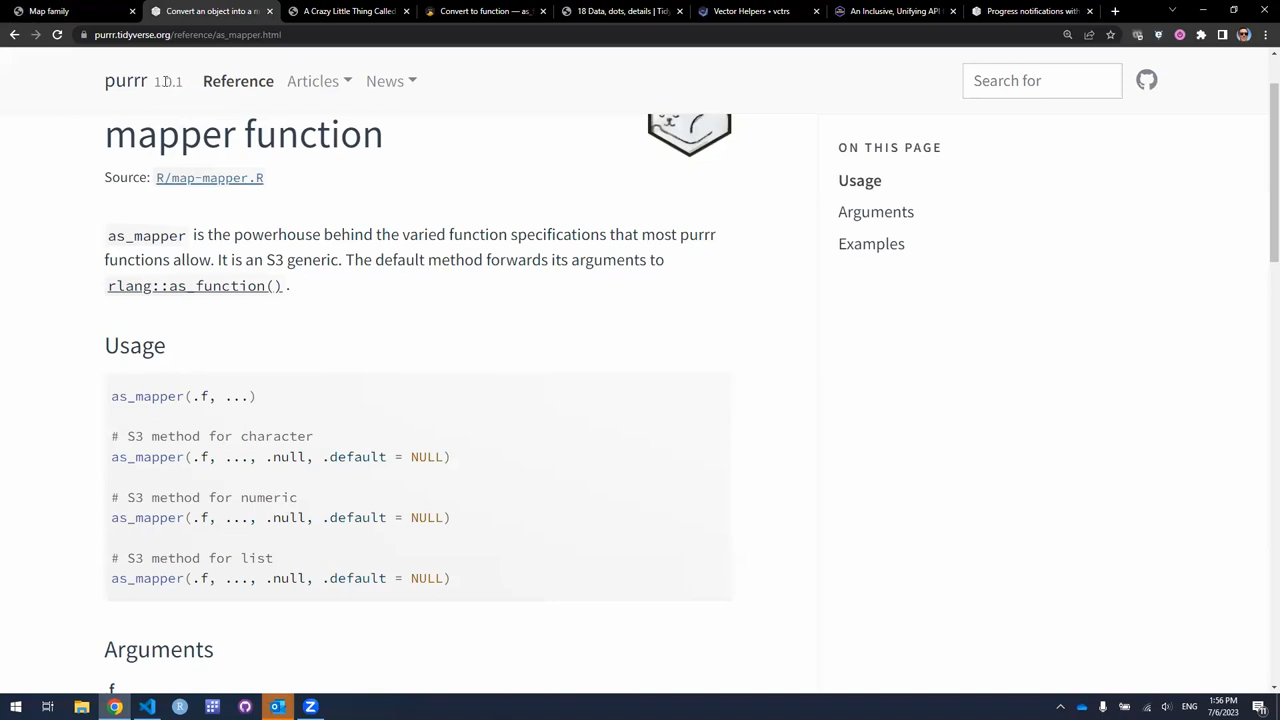 Map family
Convert an object into a m
A Crazy Little Thing Called
Convert to function — as_
18 Data, dots, details | Tid
Vector Helpers • vctrs
An Inclusive, Unifying API
Progress notifications with
purrr.tidyverse.org/reference/as_mapper.html
purrr 1.0.1 Reference Articles News Search for
mapper function
Source: R/map-mapper.R
as_mapper is the powerhouse behind the varied function specifications that most purrr
functions allow. It is an S3 generic. The default method forwards its arguments to
rlang::as_function().
Usage
as_mapper(.f, ...)
# S3 method for character
as_mapper(.f, ..., .null, .default = NULL)
# S3 method for numeric
as_mapper(.f, ..., .null, .default = NULL)
# S3 method for list
as_mapper(.f, ..., .null, .default = NULL)
Arguments
.f
ON THIS PAGE
Usage
Arguments
Examples
ENG
1:56 PM
7/6/2023